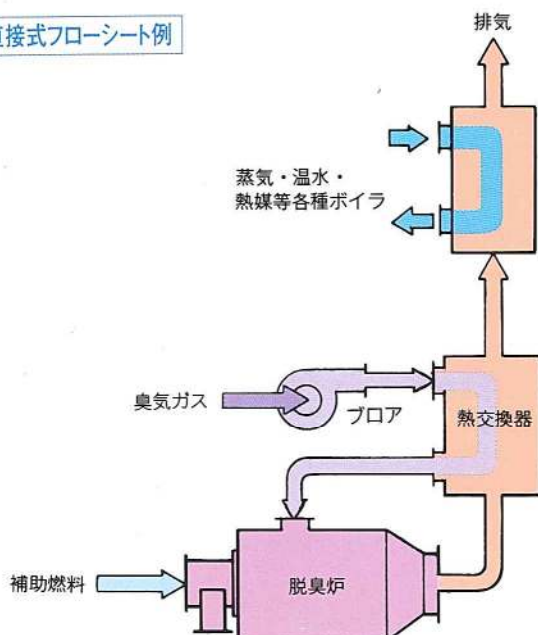 直接式フローシート例
排気
蒸気・温水・
熱媒等各種ボイラ
臭気ガス
ブロア
熱交換器
補助燃料
脱臭炉